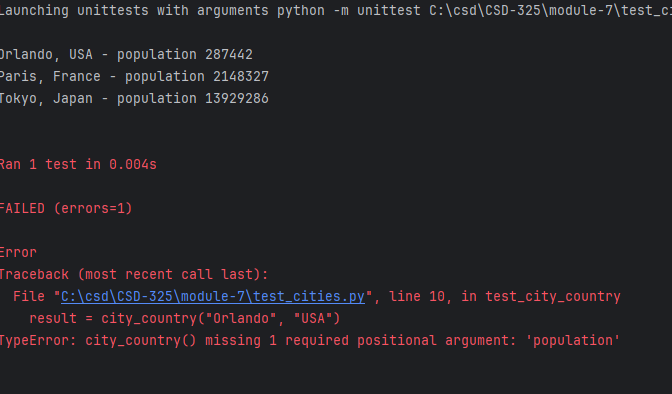 Launching unittests with arguments python -m unittest C:\csd\CSD-325\module-7\test_ci
Orlando, USA - population 287442
Paris, France - population 2148327
Tokyo, Japan - population 13929286
Ran 1 test in 0.004s
FAILED (errors=1)
Error
Traceback (most recent call last):
File "C:\csd\CSD-325\module-7\test_cities.py", line 10, in test_city_country
result = city_country("Orlando", "USA")
TypeError: city_country() missing 1 required positional argument: 'population'